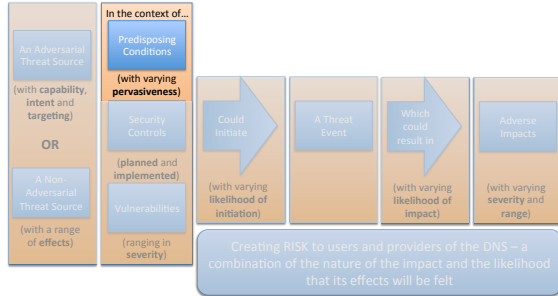 An Adversarial
Threat Source
(with capability,
intent and
targeting)
OR
A Non-
Adversarial
Threat Source
(with a range
of effects)
In the context of...
Predisposing
Conditions
(with varying
pervasiveness)
Security
Controls
(planned and
implemented)
Vulnerabilities
(ranging in
severity)
Could
Initiate
(with varying
likelihood of
initiation)
A Threat
Event
Which
could
result in
(with varying
likelihood of
impact)
Adverse
Impacts
(with varying
severity and
range)
Creating RISK to users and providers of the DNS – a
combination of the nature of the impact and the likelihood
that its effects will be felt